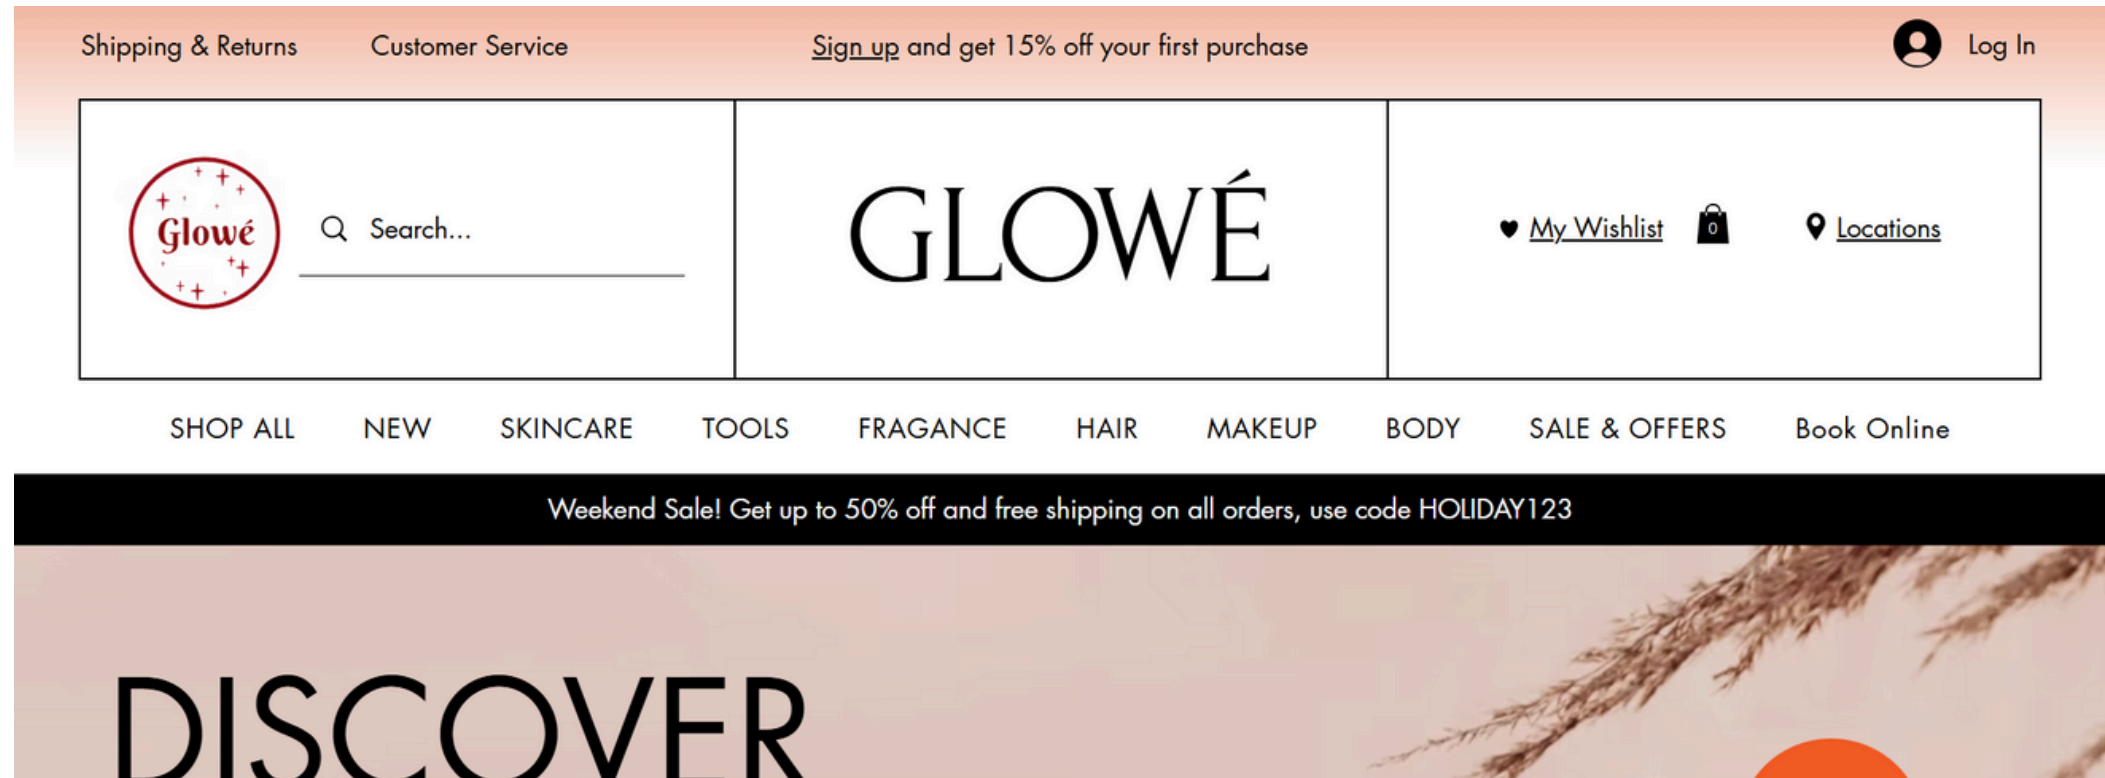 Shipping & Returns
Customer Service
Sign up and get 15% off your first purchase
Log In
Glowé
Search...
GLOWÉ
My Wishlist
0
Locations
SHOP ALL
NEW
SKINCARE
TOOLS
FRAGANCE
HAIR
MAKEUP
BODY
SALE & OFFERS
Book Online
Weekend Sale! Get up to 50% off and free shipping on all orders, use code HOLIDAY123
DISCOVER